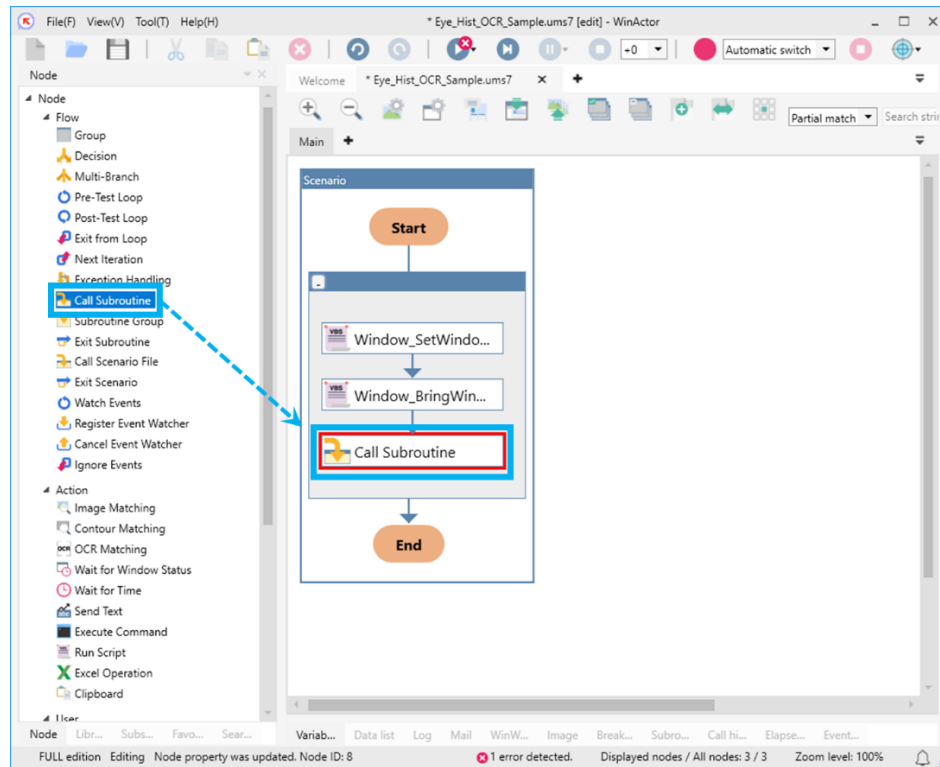 File(F) View(V) Tool(T) Help(H) * Eye_Hist_OCR_Sample.ums7 [edit] - WinActor
+0 Automatic switch
Node
Welcome * Eye_Hist_OCR_Sample.ums7
Partial match Search strin
Main
Node
Flow
Group
Decision
Multi-Branch
Pre-Test Loop
Post-Test Loop
Exit from Loop
Next Iteration
Exception Handling
Call Subroutine
Subroutine Group
Exit Subroutine
Call Scenario File
Exit Scenario
Watch Events
Register Event Watcher
Cancel Event Watcher
Ignore Events
Action
Image Matching
Contour Matching
OCR OCR Matching
Wait for Window Status
Wait for Time
Send Text
Execute Command
Run Script
Excel Operation
Clipboard
User
Scenario
Start
VBS Window_SetWindo...
VBS Window_BringWin...
Call Subroutine
End
Node Libr... Subs... Favo... Sear...
Variab... Data list Log Mail WinW... Image Break... Subro... Call hi... Elapse... Event...
FULL edition Editing Node property was updated. Node ID: 8 1 error detected. Displayed nodes / All nodes: 3 / 3 Zoom level: 100%